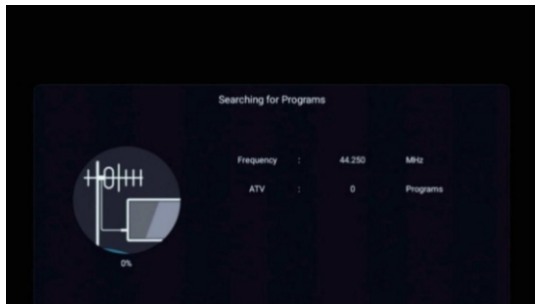 Searching for Programs
Frequency : 44.250 MHz
ATV : 0 Programs
0%